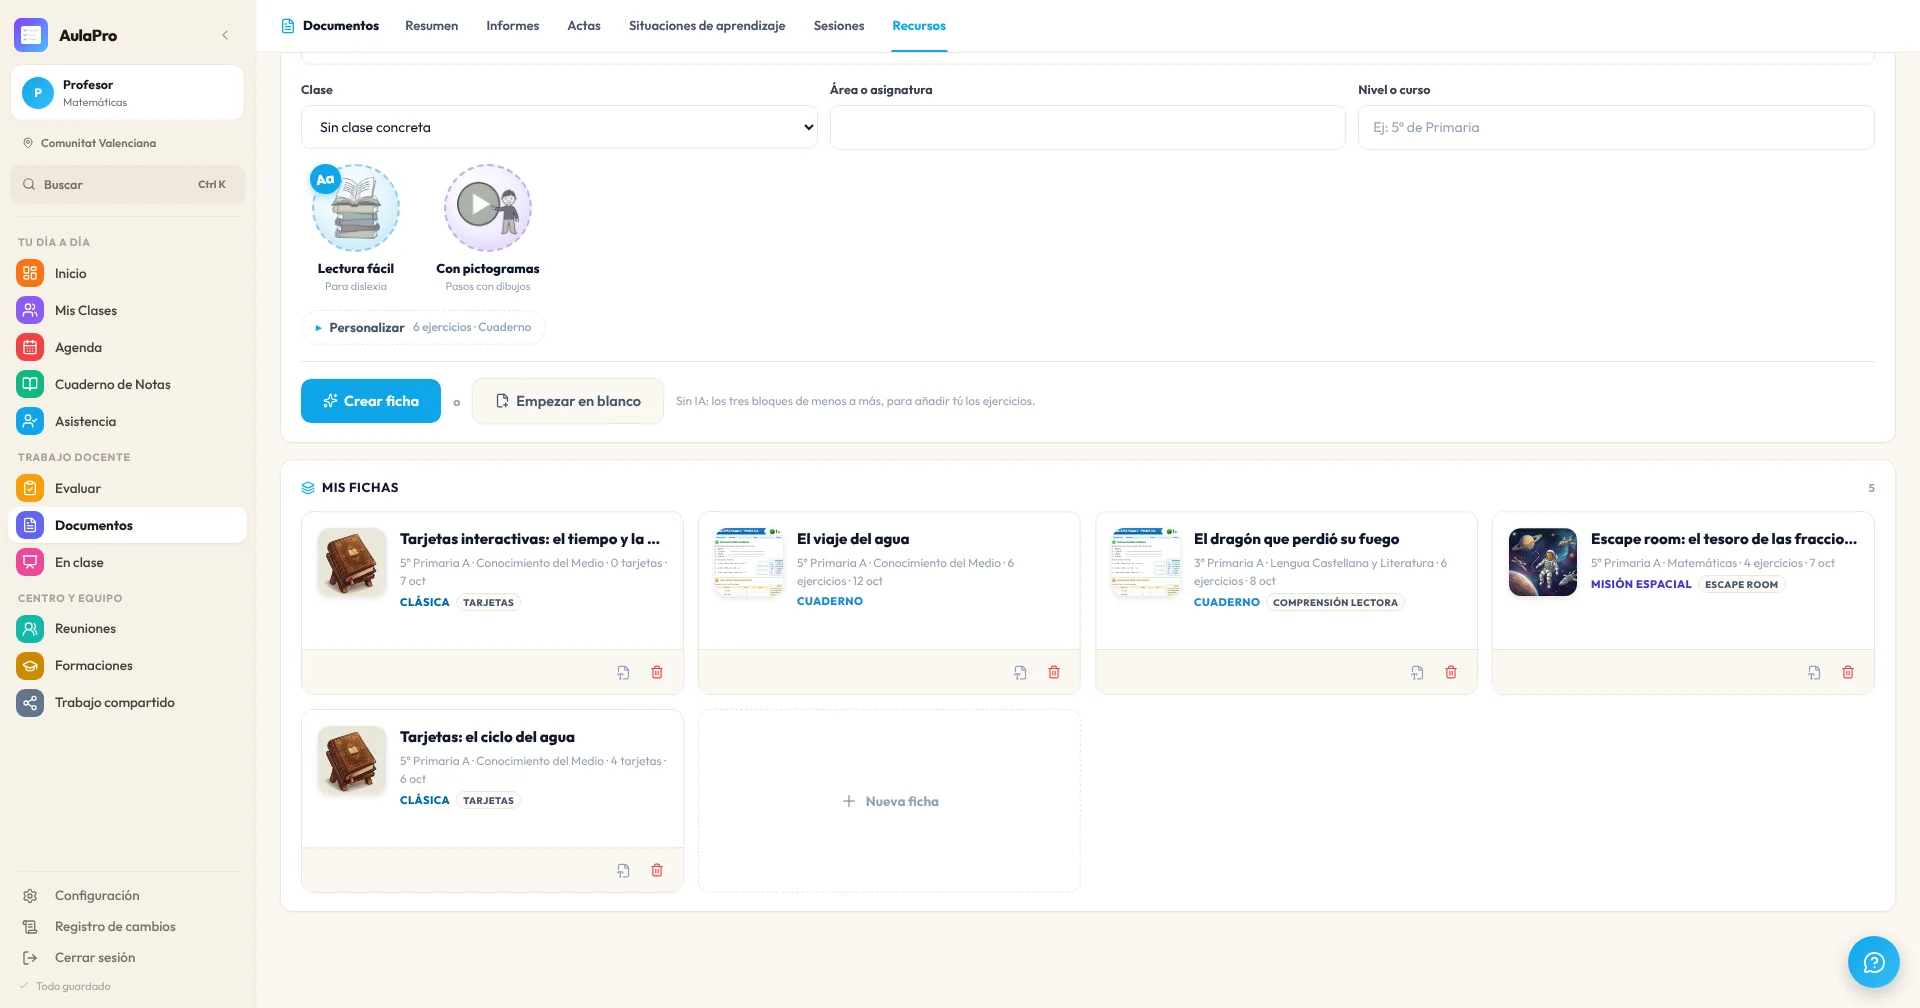 AulaPro
P
Profesor
Matemáticas
Comunitat Valenciana
Buscar
Ctrl K
TU DÍA A DÍA
Inicio
Mis Clases
Agenda
Cuaderno de Notas
Asistencia
TRABAJO DOCENTE
Evaluar
Documentos
En clase
CENTRO Y EQUIPO
Reuniones
Formaciones
Trabajo compartido
Configuración
Registro de cambios
Cerrar sesión
Todo guardado
Documentos
Resumen
Informes
Actas
Situaciones de aprendizaje
Sesiones
Recursos
Clase
Sin clase concreta
Área o asignatura
Nivel o curso
Ej: 5º de Primaria
Aa
Lectura fácil
Para dislexia
Con pictogramas
Pasos con dibujos
Personalizar 6 ejercicios · Cuaderno
Crear ficha
o
Empezar en blanco
Sin IA: los tres bloques de menos a más, para añadir tú los ejercicios.
MIS FICHAS
5
Tarjetas interactivas: el tiempo y la ...
5º Primaria A · Conocimiento del Medio · 0 tarjetas ·
7 oct
CLÁSICA TARJETAS
El viaje del agua
5º Primaria A · Conocimiento del Medio · 6
ejercicios · 12 oct
CUADERNO
El dragón que perdió su fuego
3º Primaria A · Lengua Castellana y Literatura · 6
ejercicios · 8 oct
CUADERNO COMPRENSIÓN LECTORA
Escape room: el tesoro de las fraccio...
5º Primaria A · Matemáticas · 4 ejercicios · 7 oct
MISIÓN ESPACIAL ESCAPE ROOM
Tarjetas: el ciclo del agua
5º Primaria A · Conocimiento del Medio · 4 tarjetas ·
6 oct
CLÁSICA TARJETAS
Nueva ficha